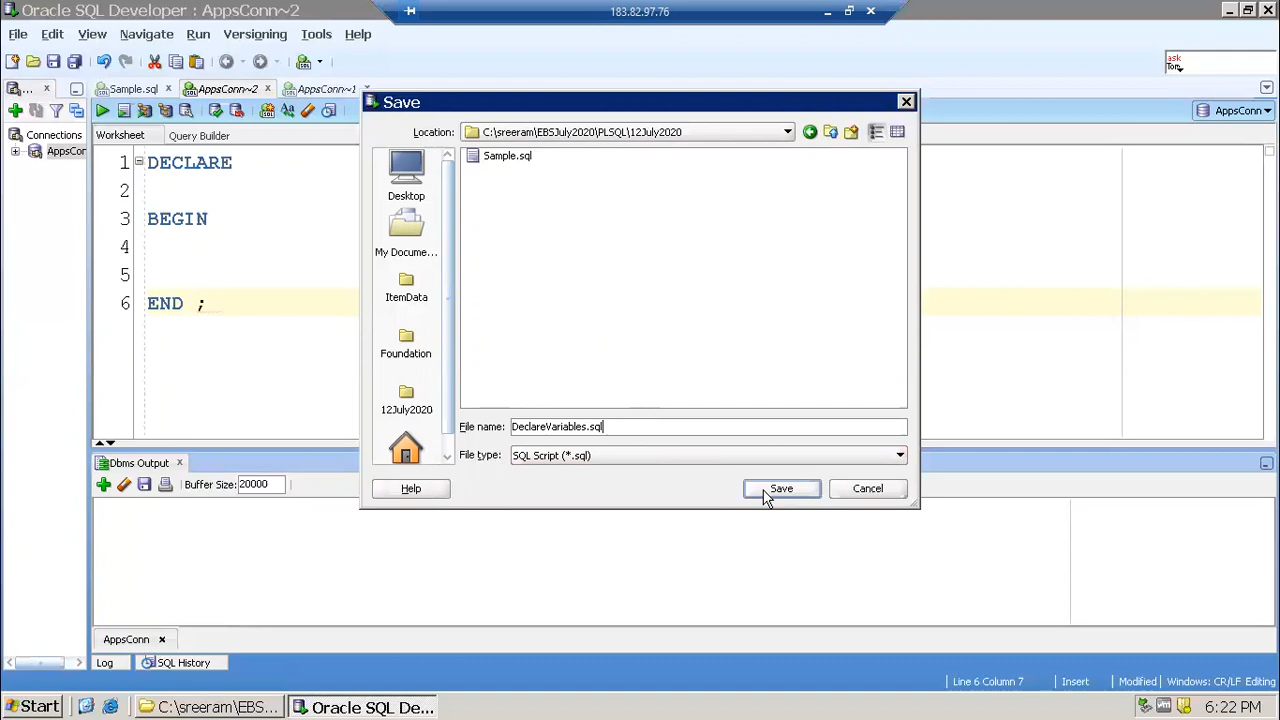 Oracle SQL Developer : AppsConn~2
183.82.97.76
File Edit View Navigate Run Versioning Tools Help
ask
Tom
... Sample.sql AppsConn~2 AppsConn~1
AppsConn
Connections
AppsCor
Worksheet Query Builder
1 DECLARE
2
3 BEGIN
4
5
6 END ;
Save
Location: C:\sreeram\EBSJuly2020\PLSQL\12July2020
Sample.sql
Desktop
My Docume...
ItemData
Foundation
12July2020
File name: DeclareVariables.sql
File type: SQL Script (*.sql)
Help Save Cancel
Dbms Output
Buffer Size: 20000
AppsConn
Log SQL History
Line 6 Column 7 Insert Modified Windows: CR/LF Editing
Start C:\sreeram\EBS... Oracle SQL De... 6:22 PM